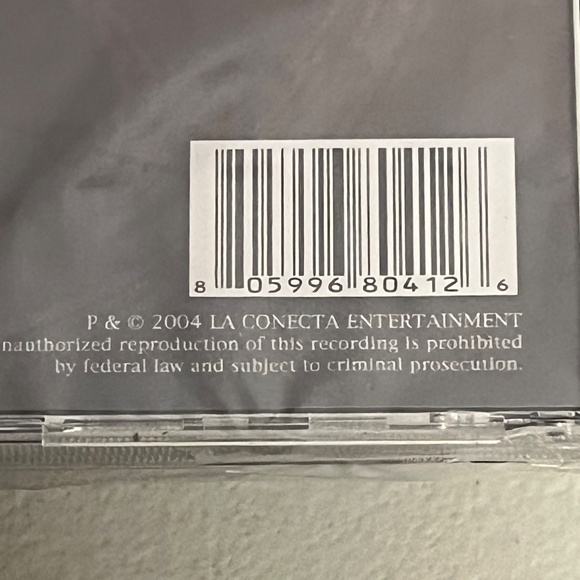 8 05996 80412 6
P & © 2004 LA CONECTA ENTERTAINMENT
nauthorized reproduction of this recording is prohibited
by federal law and subject to criminal prosecution.